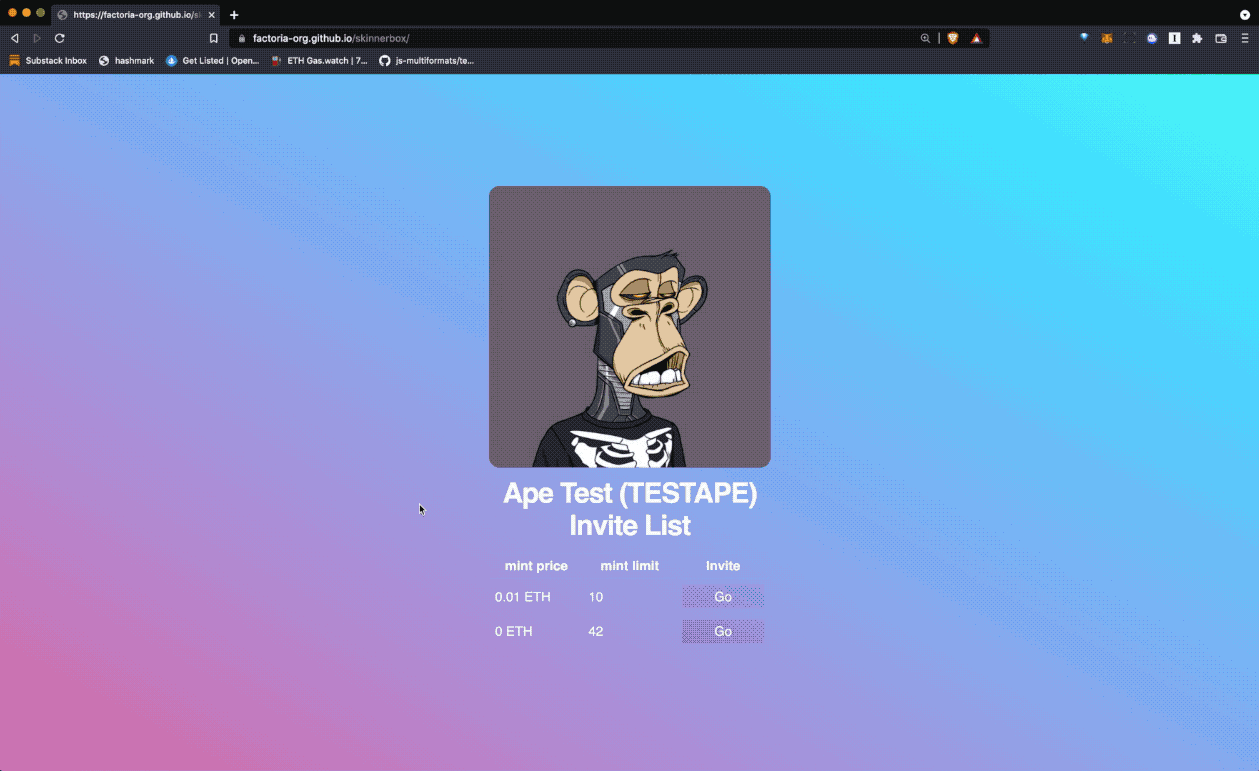 https://factoria-org.github.io/sk
factoria-org.github.io/skinnerbox/
Substack Inbox
hashmark
Get Listed | Open...
ETH Gas.watch | 7...
js-multiformats/te...
Ape Test (TESTAPE)
Invite List
mint price mint limit Invite
0.01 ETH 10 Go
0 ETH 42 Go